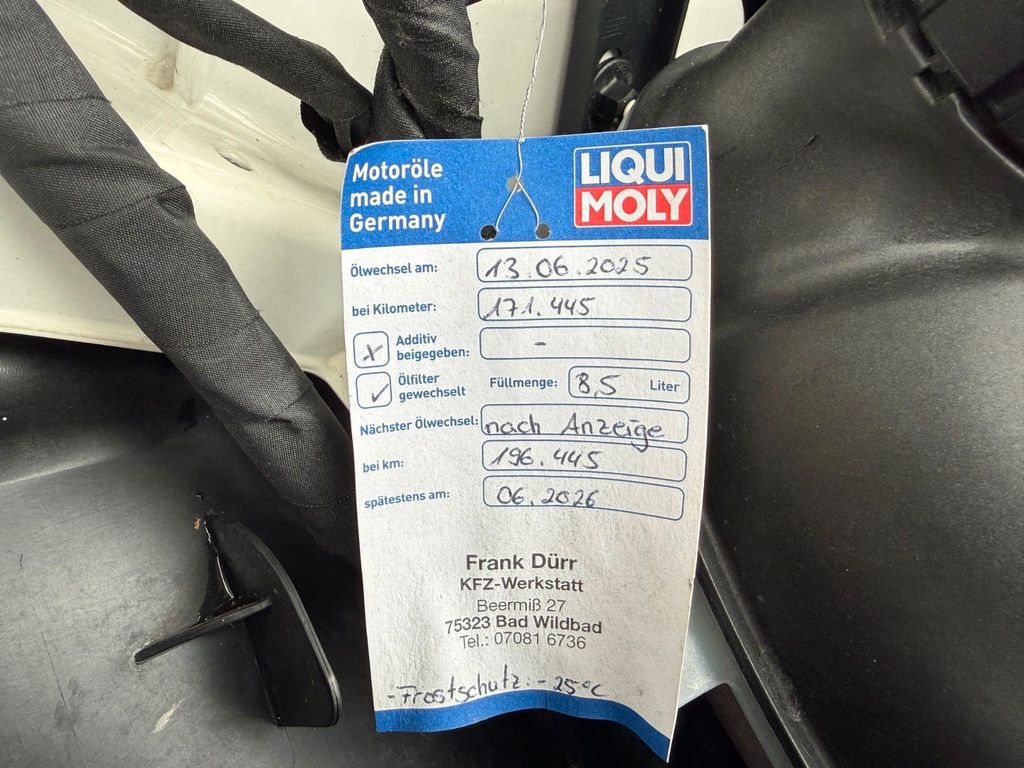 Motoröle
made in
Germany
LIQUI
MOLY
Ölwechsel am: 13.06.2025
bei Kilometer: 171.445
x Additiv
beigegeben: -
✓ Ölfilter
gewechselt Füllmenge: 8,5 Liter
Nächster Ölwechsel: nach Anzeige
bei km: 196.445
spätestens am: 06.2026
Frank Dürr
KFZ-Werkstatt
Beermiß 27
75323 Bad Wildbad
Tel.: 07081 6736
- Frostschutz: - 25°C